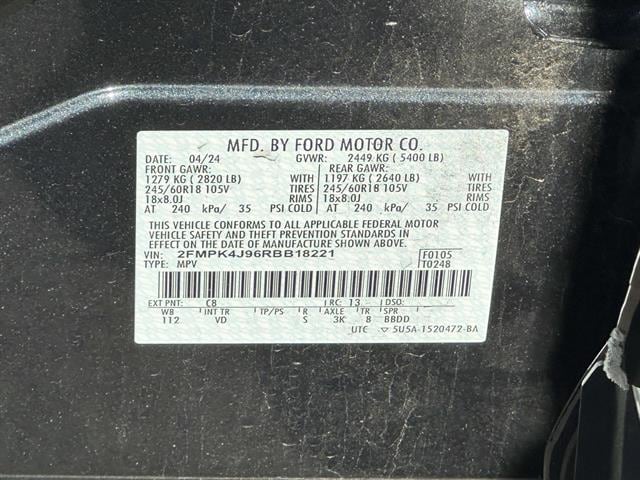 MFD. BY FORD MOTOR CO.
DATE: 04/24 GVWR: 2449 KG ( 5400 LB)
FRONT GAWR: REAR GAWR:
1279 KG ( 2820 LB) 1197 KG ( 2640 LB)
245/60R18 105V TIRES 245/60R18 105V TIRES
18x8.0J RIMS 18x8.0J RIMS
AT 240 kPa/ 35 PSI COLD AT 240 kPa/ 35 PSI COLD
THIS VEHICLE CONFORMS TO ALL APPLICABLE FEDERAL MOTOR
VEHICLE SAFETY AND BUMPER STANDARDS AND THEFT PREVENTION STANDARD IN
EFFECT ON THE DATE OF MANUFACTURE SHOWN ABOVE.
VIN: 2FMPK4J96RBB18221 F0105
TYPE: MPV T0248
EXT PNT: C8 RC: 13 DSO:
WB INT TR TP/PS R AXLE TR SPR
112 VD S 3K 8 BBDD
UTC ▽ 5U5A-1520472-BA